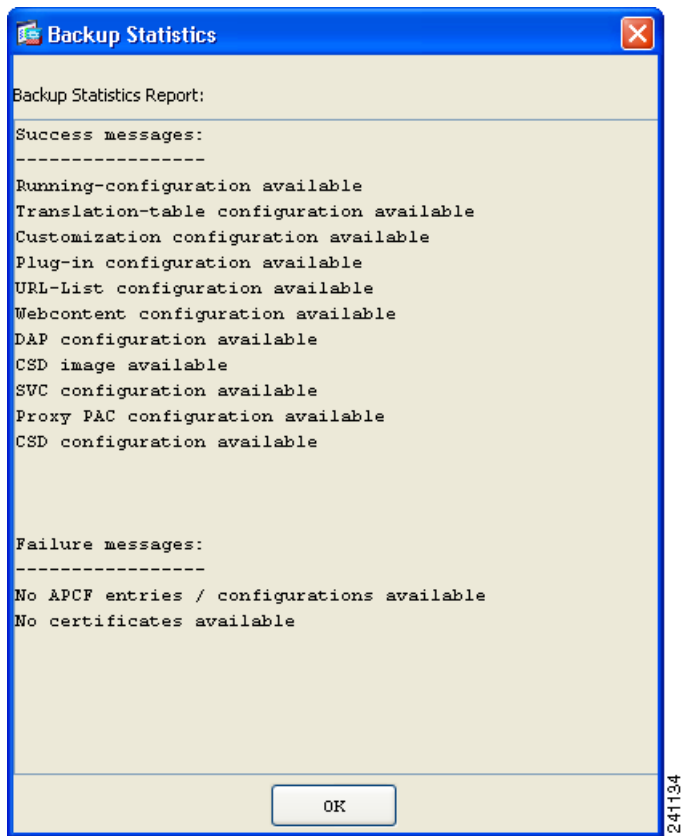 Backup Statistics
Backup Statistics Report:
Success messages:
-----------------
Running-configuration available
Translation-table configuration available
Customization configuration available
Plug-in configuration available
URL-List configuration available
Webcontent configuration available
DAP configuration available
CSD image available
SVC configuration available
Proxy PAC configuration available
CSD configuration available
Failure messages:
-----------------
No APCF entries / configurations available
No certificates available
OK
241134